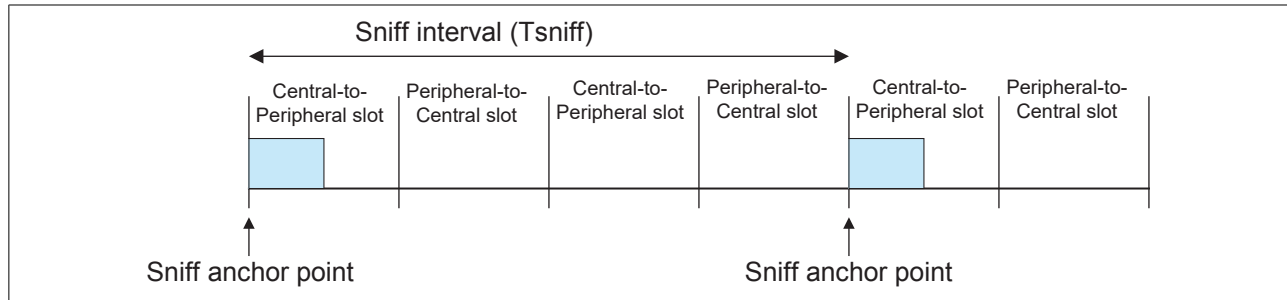 Sniff interval (Tsniff)
Central-to-
Peripheral slot
Peripheral-to-
Central slot
Central-to-
Peripheral slot
Peripheral-to-
Central slot
Central-to-
Peripheral slot
Peripheral-to-
Central slot
Sniff anchor point
Sniff anchor point